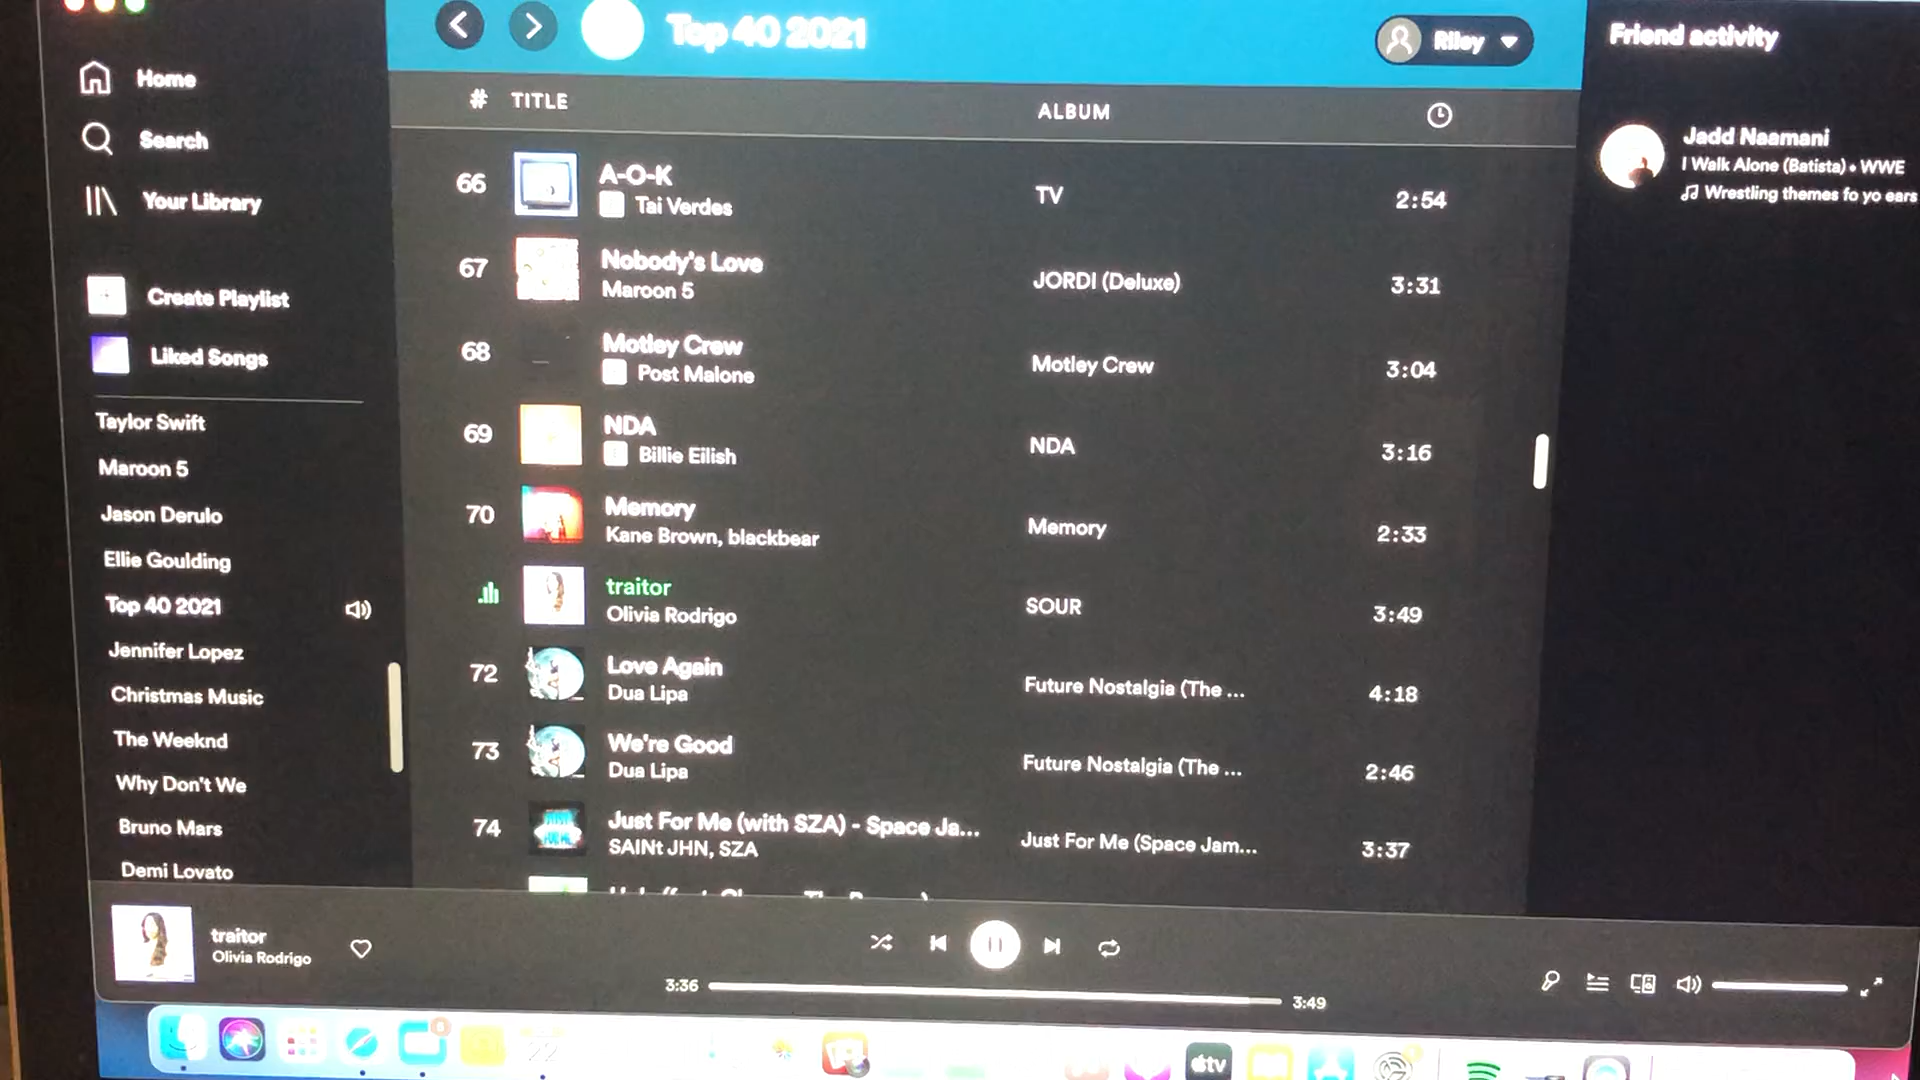 Home
Search
Your Library
Create Playlist
Liked Songs
Taylor Swift
Maroon 5
Jason Derulo
Ellie Goulding
Top 40 2021
Jennifer Lopez
Christmas Music
The Weeknd
Why Don't We
Bruno Mars
Demi Lovato
Top 40 2021
Riley
# TITLE ALBUM
66 A-O-K TV 2:54
Tai Verdes
67 Nobody's Love JORDI (Deluxe) 3:31
Maroon 5
68 Motley Crew Motley Crew 3:04
Post Malone
69 NDA NDA 3:16
Billie Eilish
70 Memory Memory 2:33
Kane Brown, blackbear
traitor SOUR 3:49
Olivia Rodrigo
72 Love Again Future Nostalgia (The ... 4:18
Dua Lipa
73 We're Good Future Nostalgia (The ... 2:46
Dua Lipa
74 Just For Me (with SZA) - Space Ja... Just For Me (Space Jam... 3:37
SAINt JHN, SZA
Friend activity
Jadd Naamani
I Walk Alone (Batista) • WWE
Wrestling themes fo yo ears
traitor
Olivia Rodrigo
3:36
3:49
22
tv